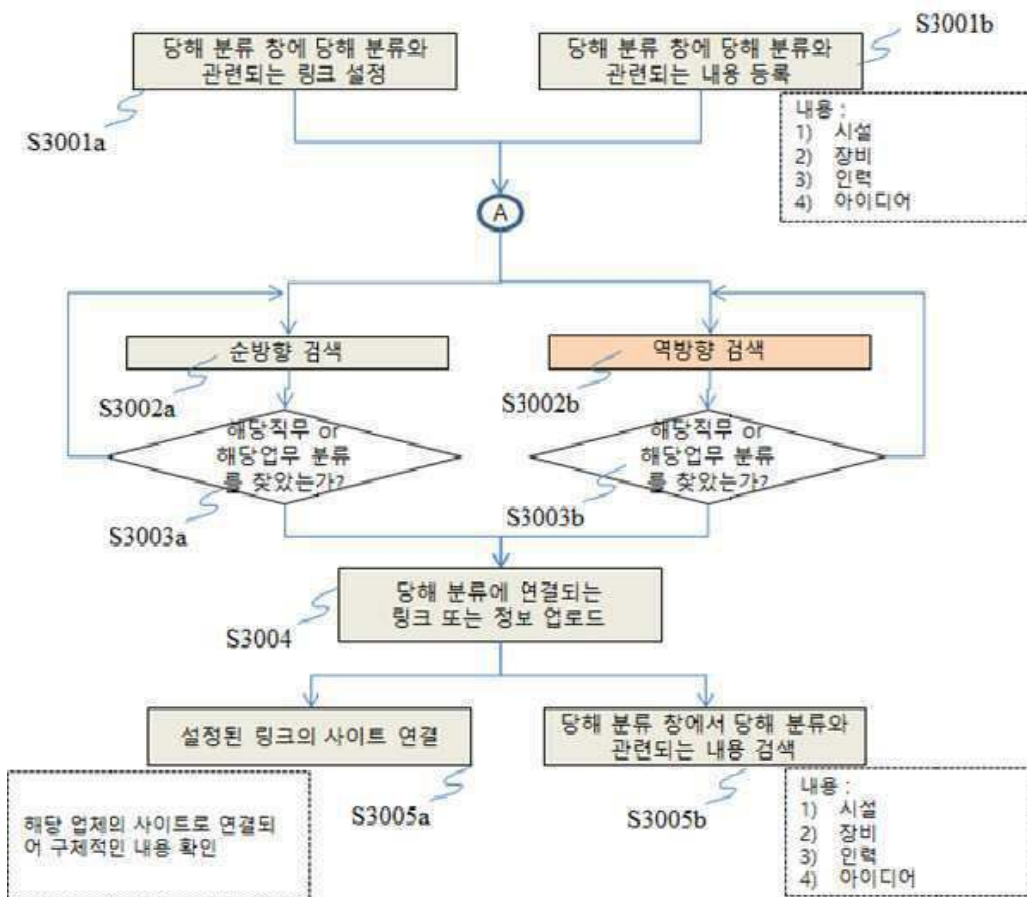 S3001b
당해 분류 창에 당해 분류와
관련되는 링크 설정
당해 분류 창에 당해 분류와
관련되는 내용 등록
S3001a
내용 :
1) 시설
2) 장비
3) 인력
4) 아이디어
A
순방향 검색
역방향 검색
S3002a
S3002b
해당직무 or
해당업무 분류
를 찾았는가?
해당직무 or
해당업무 분류
를 찾았는가?
S3003a
S3003b
당해 분류에 연결되는
링크 또는 정보 업로드
S3004
설정된 링크의 사이트 연결
당해 분류 창에서 당해 분류와
관련되는 내용 검색
S3005a
S3005b
해당 업체의 사이트로 연결되
어 구체적인 내용 확인
내용 :
1) 시설
2) 장비
3) 인력
4) 아이디어